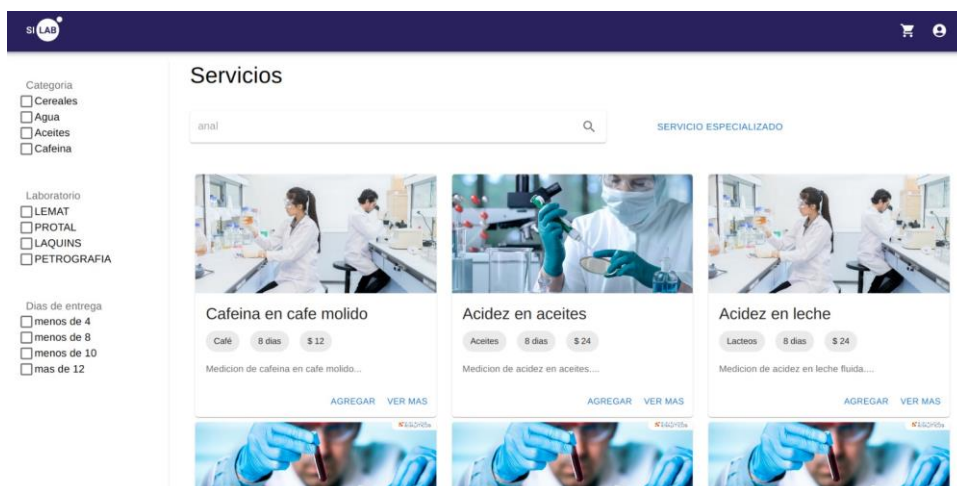 SI LAB
Servicios
Categoria
Cereales
Agua
Aceites
Cafeina
Laboratorio
LEMAT
PROTAL
LAQUINS
PETROGRAFIA
Dias de entrega
menos de 4
menos de 8
menos de 10
mas de 12
anal
SERVICIO ESPECIALIZADO
Cafeina en cafe molido
Café 8 dias $ 12
Medicion de cafeina en cafe molido...
AGREGAR VER MAS
Acidez en aceites
Aceites 8 dias $ 24
Medicion de acidez en aceites....
AGREGAR VER MAS
Acidez en leche
Lacteos 8 dias $ 24
Medicion de acidez en leche fluida....
AGREGAR VER MAS